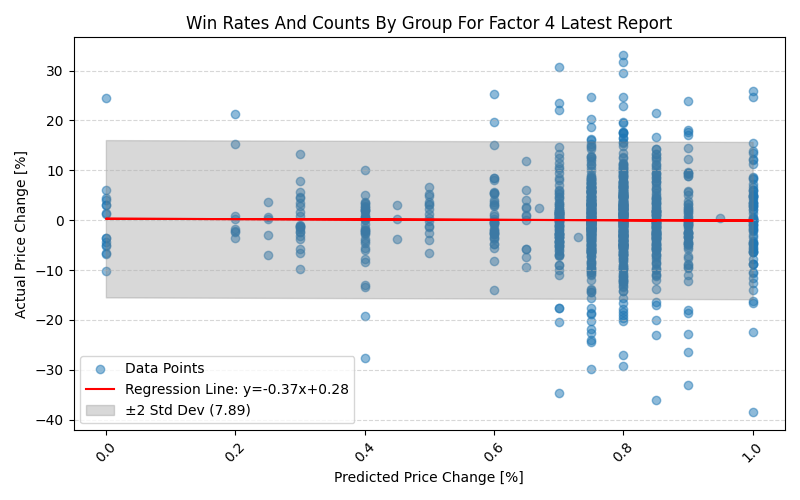 Win Rates And Counts By Group For Factor 4 Latest Report
Actual Price Change [%]
30
20
10
0
−10
−20
−30
−40
Data Points
Regression Line: y=-0.37x+0.28
±2 Std Dev (7.89)
0.0
0.2
0.4
0.6
0.8
1.0
Predicted Price Change [%]